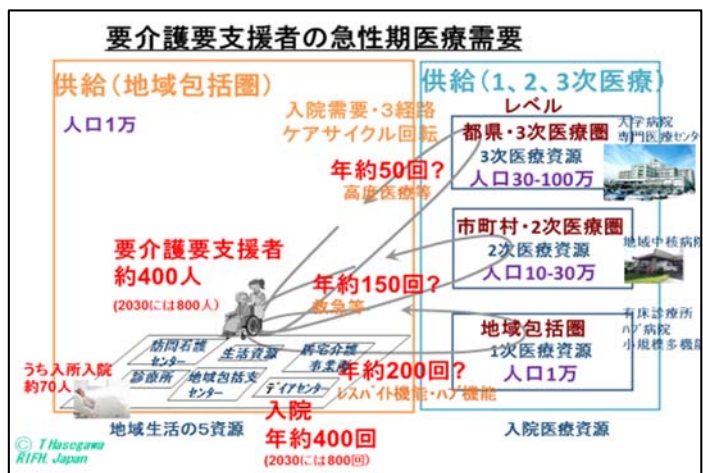 要介護要支援者の急性期医療需要
供給(地域包括圏)
人口1万
入院需要・3経路
ケアサイクル回転
年約50回?
高度医療等
要介護要支援者
約400人
(2030には800人)
年約150回?
救急等
訪問看護
センター
生活資源
居宅介護
事業所
診療所
地域包括支
センター
デイアセンター
うち入所入院
約70人
年約200回?
レスパイト機能・ハブ機能
入院
年約400回
(2030には800回)
地域生活の5資源
供給(1、2、3次医療)
レベル
都県・3次医療圏
3次医療資源
人口30-100万
大学病院
専門医療センター
市町村・2次医療圏
2次医療資源
人口10-30万
地域中核病院
地域包括圏
1次医療資源
人口1万
有床診療所
ハブ病院
小規模多機能
入院医療資源
© T Hasegawa
RIFH. Japan